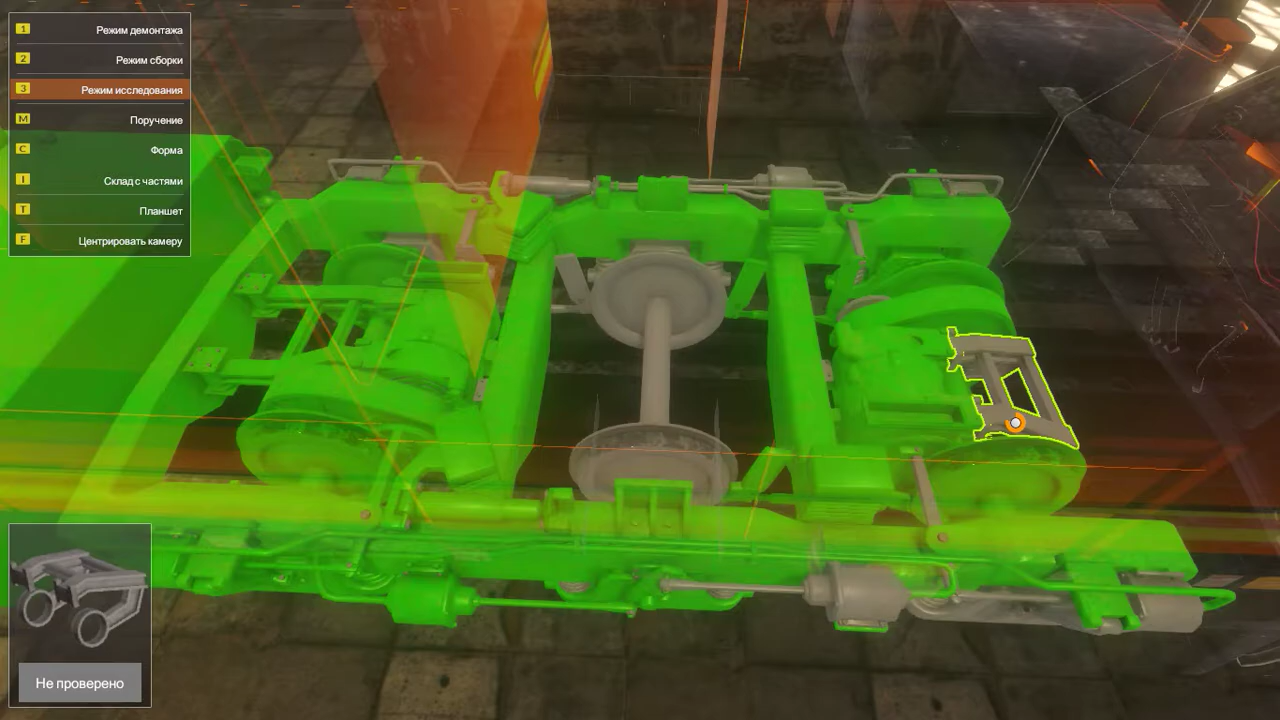 1 Режим демонтажа
2 Режим сборки
3 Режим исследования
M Поручение
C Форма
I Склад с частями
T Планшет
F Центрировать камеру
Не проверено